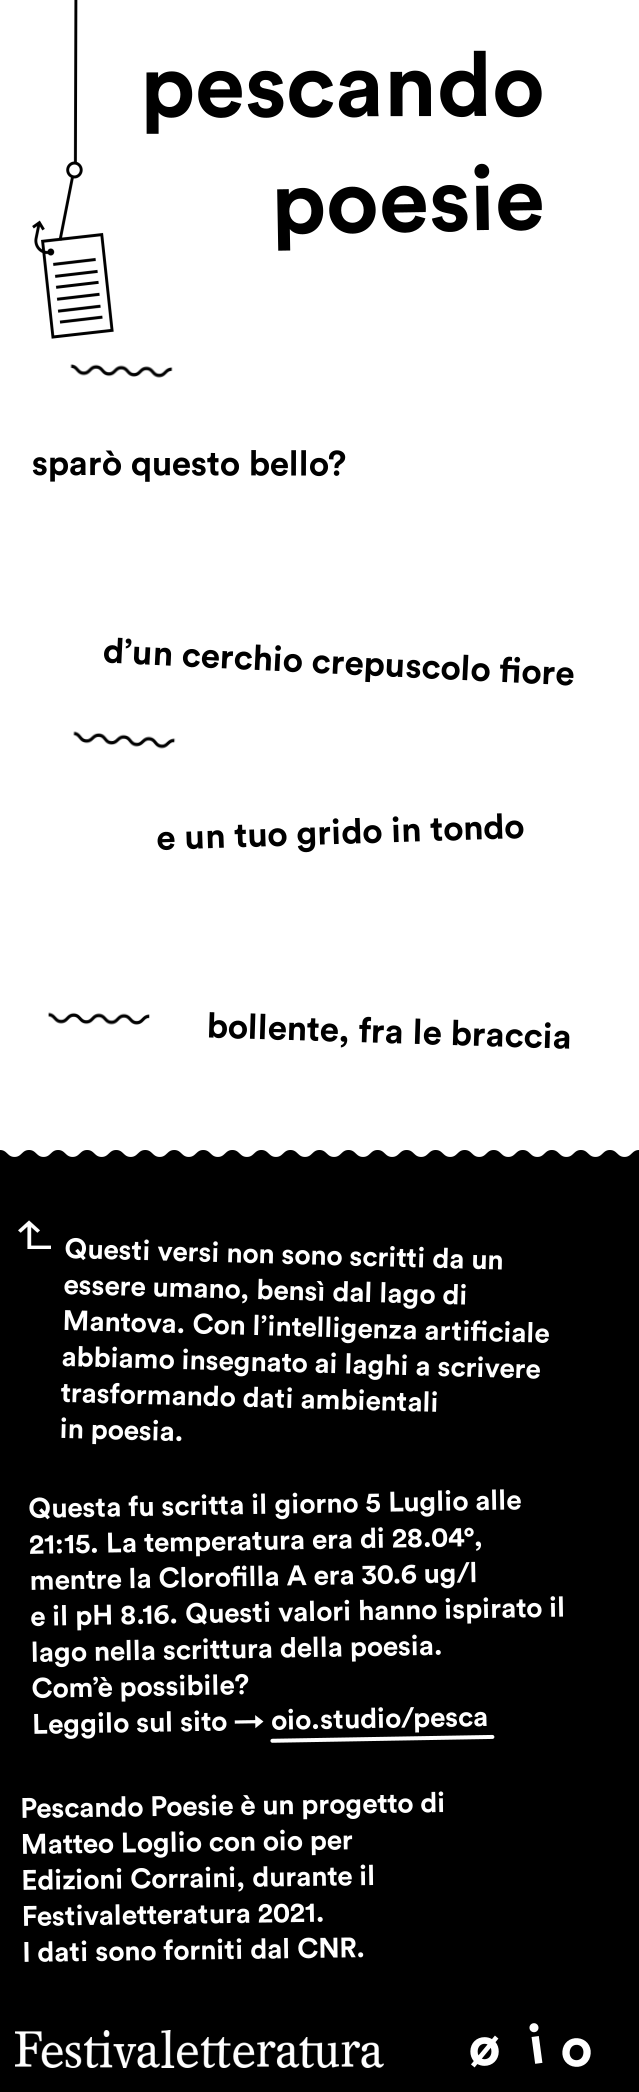 pescando
poesie
sparò questo bello?
d’un cerchio crepuscolo fiore
e un tuo grido in tondo
bollente, fra le braccia
Questi versi non sono scritti da un
essere umano, bensì dal lago di
Mantova. Con l’intelligenza artificiale
abbiamo insegnato ai laghi a scrivere
trasformando dati ambientali
in poesia.
Questa fu scritta il giorno 5 Luglio alle
21:15. La temperatura era di 28.04°,
mentre la Clorofilla A era 30.6 ug/l
e il pH 8.16. Questi valori hanno ispirato il
lago nella scrittura della poesia.
Com’è possibile?
Leggilo sul sito → oio.studio/pesca
Pescando Poesie è un progetto di
Matteo Loglio con oio per
Edizioni Corraini, durante il
Festivaletteratura 2021.
I dati sono forniti dal CNR.
Festivaletteratura ø i o